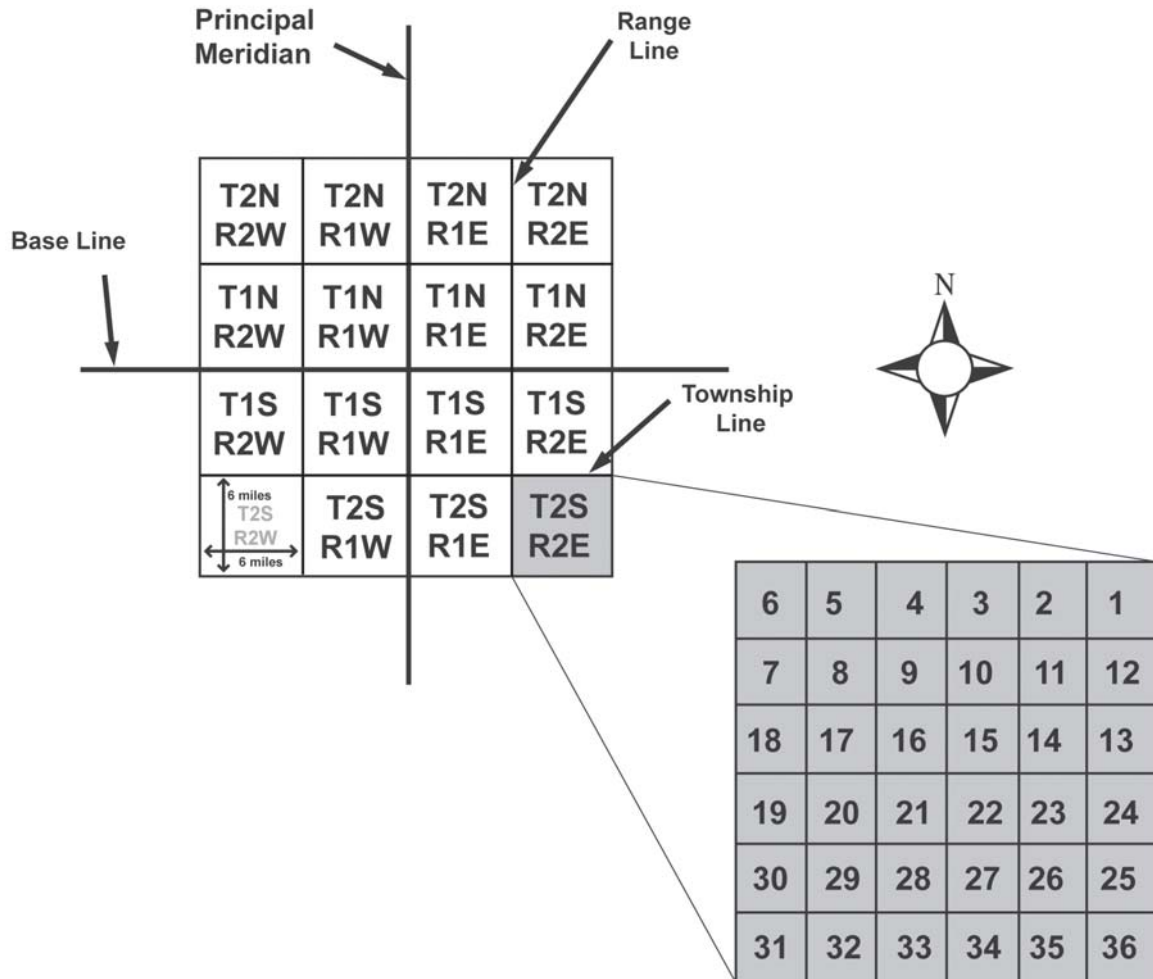 Principal
Meridian
Range
Line
T2N T2N T2N T2N
R2W R1W R1E R2E
Base Line
T1N T1N T1N T1N
R2W R1W R1E R2E
N
T1S T1S T1S T1S
R2W R1W R1E R2E
Township
Line
6 miles
T2S
R2W
6 miles
T2S T2S T2S
R1W R1E R2E
6 5 4 3 2 1
7 8 9 10 11 12
18 17 16 15 14 13
19 20 21 22 23 24
30 29 28 27 26 25
31 32 33 34 35 36